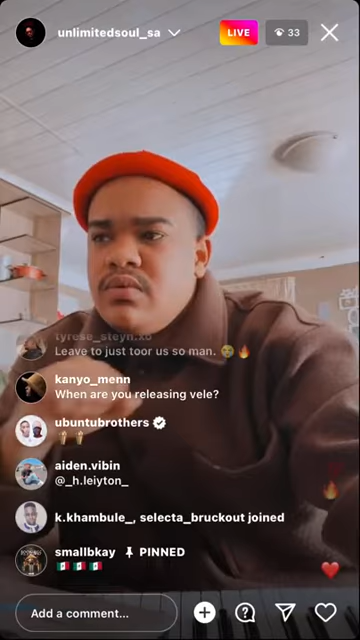 unlimitedsoul_sa
LIVE
33
tyrese_steyn.xo
Leave to just toor us so man. 😭🔥
kanyo_menn
When are you releasing vele?
ubuntubrothers
aiden.vibin
@_h.leiyton_
k.khambule_, selecta_bruckout joined
smallbkay PINNED
🇲🇽🇲🇽🇲🇽
Add a comment...